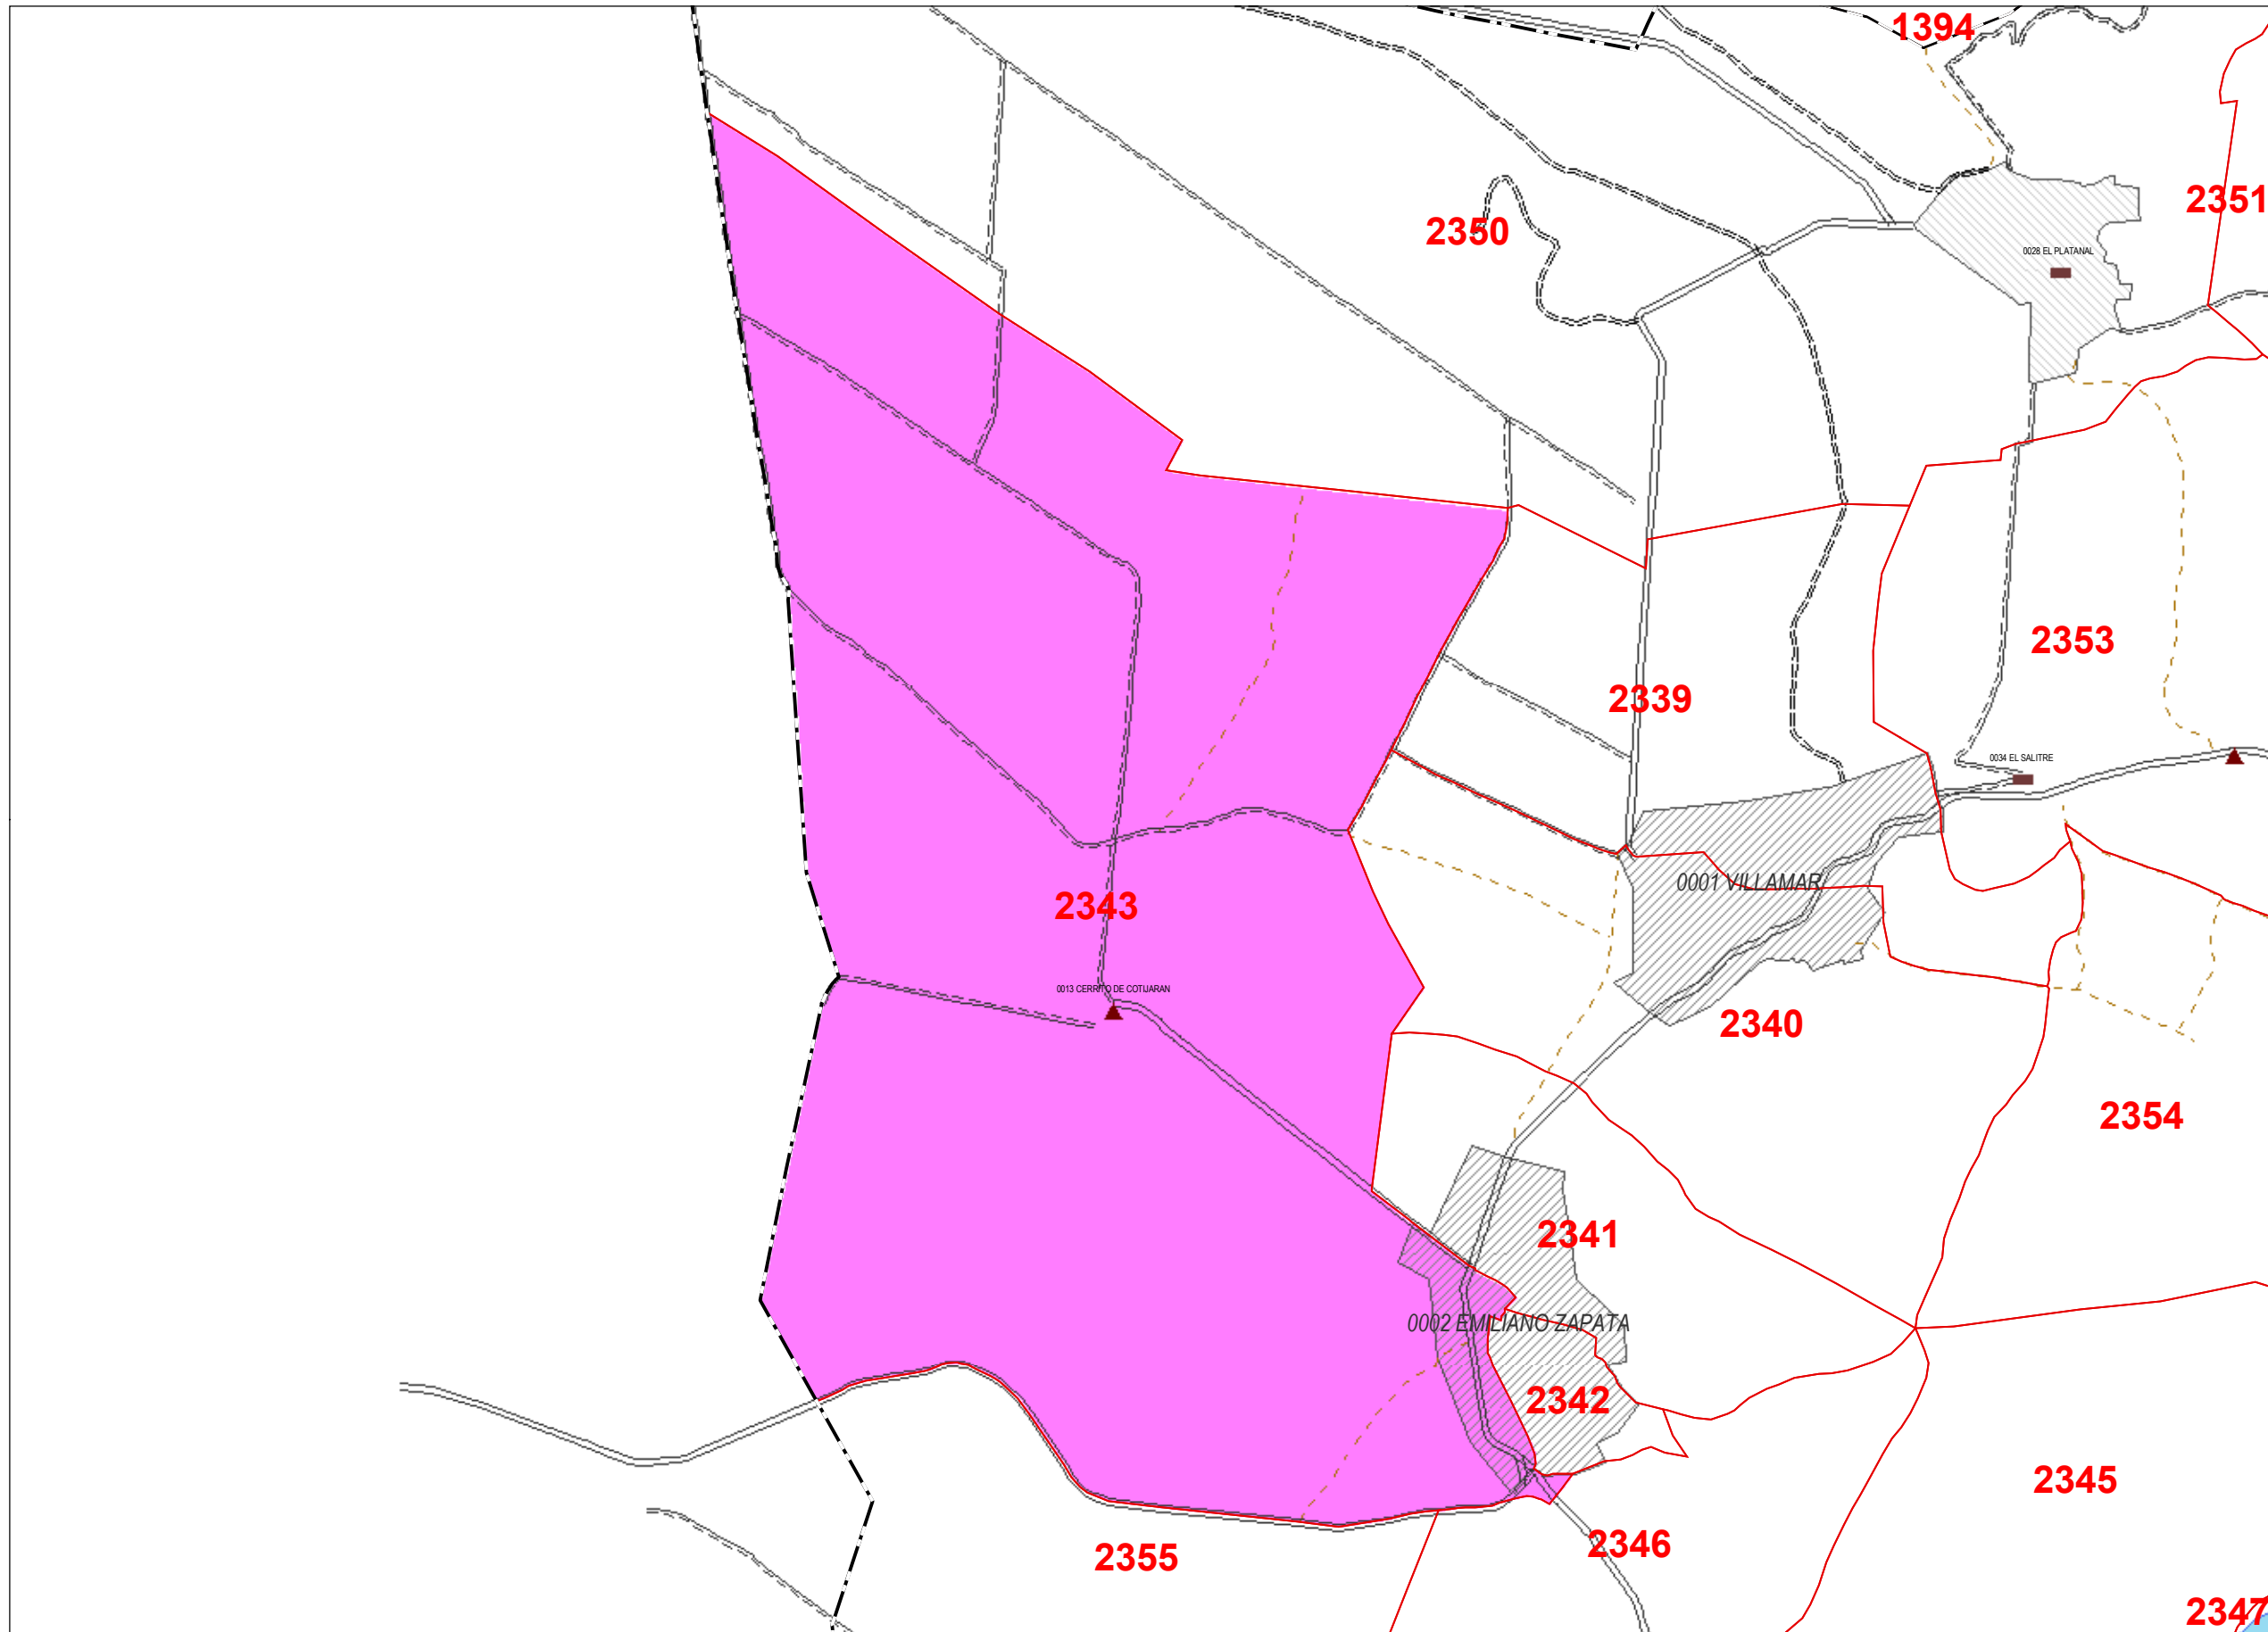 1394
2351
2350
0028 EL PLATANAL
2353
2339
0034 EL SALITRE
0001 VILLAMAR
2343
0013 CERRITO DE COTIJARAN
2340
2354
2341
0002 EMILIANO ZAPATA
2342
2345
2346
2355
2347